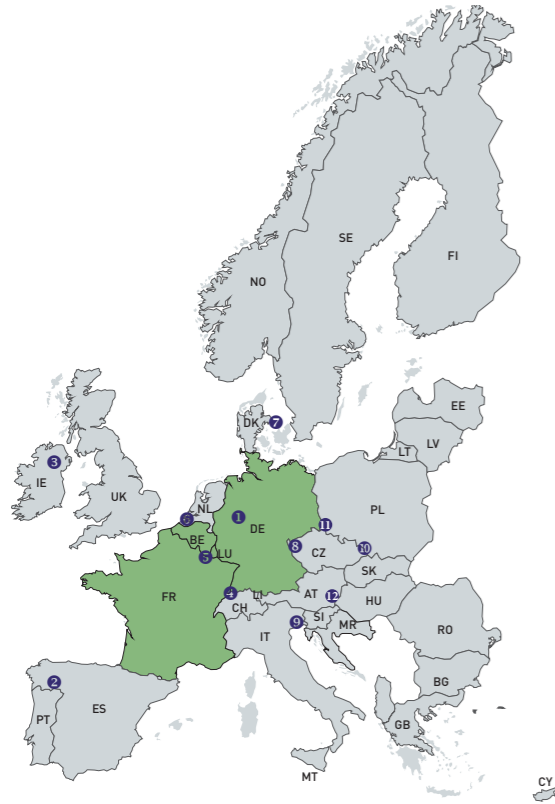 SE
FI
NO
EE
DK
7
LV
LT
3
IE
UK
NL
6
1
DE
PL
11
BE
5
LU
8
CZ
10
SK
FR
4
LI
CH
AT
12
HU
SI
MR
9
IT
RO
BG
2
ES
PT
GB
MT
CY